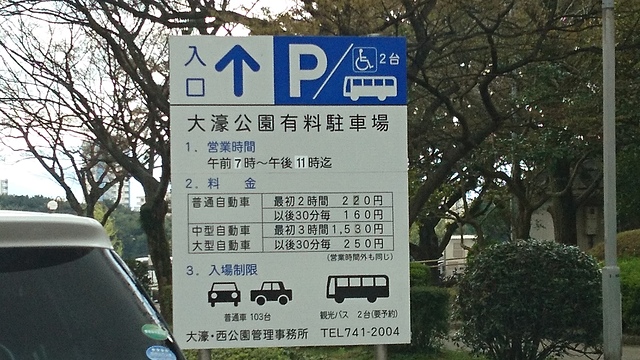 入口
P
2台
大濠公園有料駐車場
1. 営業時間
午前7時〜午後11時迄
2. 料 金
普通自動車 最初2時間 220円
以後30分毎 160円
中型自動車 最初3時間 1,530円
大型自動車 以後30分毎 250円
(営業時間外も同じ)
3. 入場制限
普通車 103台 観光バス 2台(要予約)
大濠・西公園管理事務所 TEL741-2004